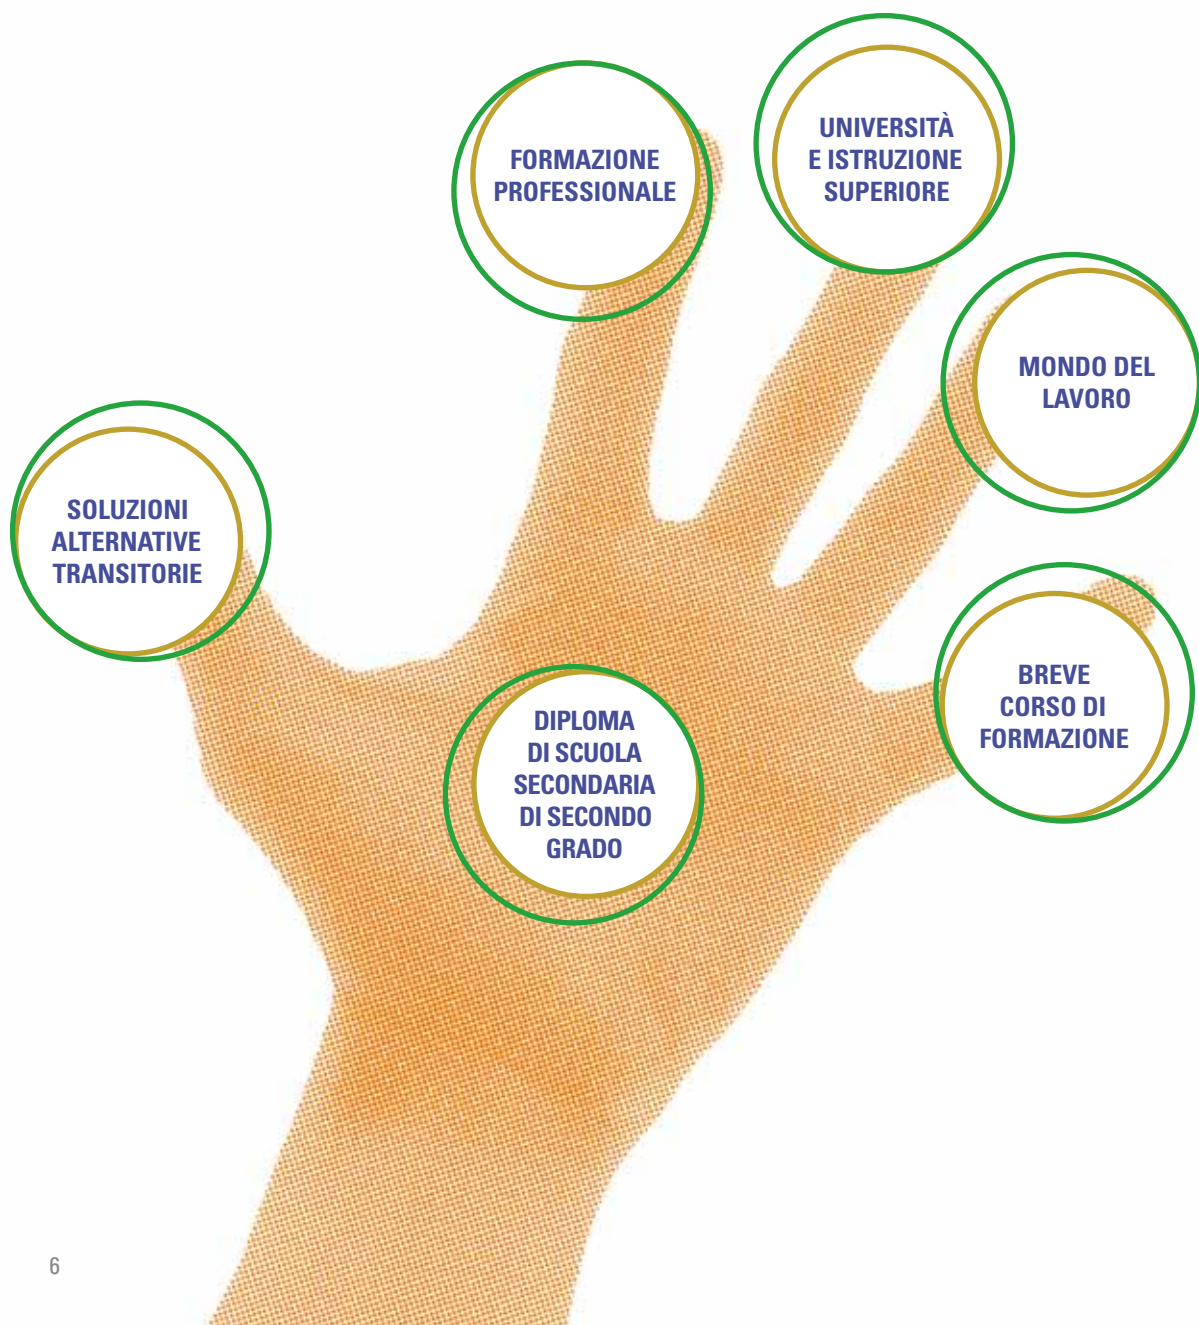 FORMAZIONE
PROFESSIONALE
UNIVERSITÀ
E ISTRUZIONE
SUPERIORE
MONDO DEL
LAVORO
SOLUZIONI
ALTERNATIVE
TRANSITORIE
BREVE
CORSO DI
FORMAZIONE
DIPLOMA
DI SCUOLA
SECONDARIA
DI SECONDO
GRADO
6